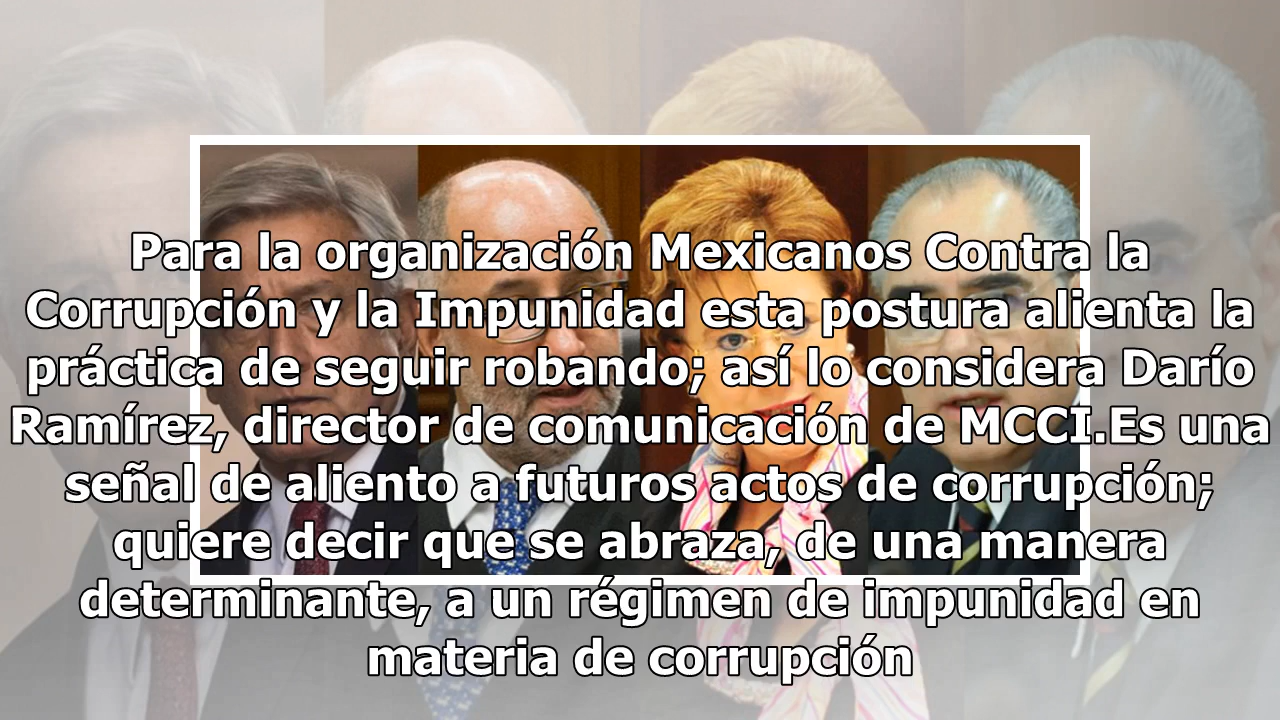 Para la organización Mexicanos Contra la
Corrupción y la Impunidad esta postura alienta la
práctica de seguir robando; así lo considera Darío
Ramírez, director de comunicación de MCCI.Es una
señal de aliento a futuros actos de corrupción;
quiere decir que se abraza, de una manera
determinante, a un régimen de impunidad en
materia de corrupción